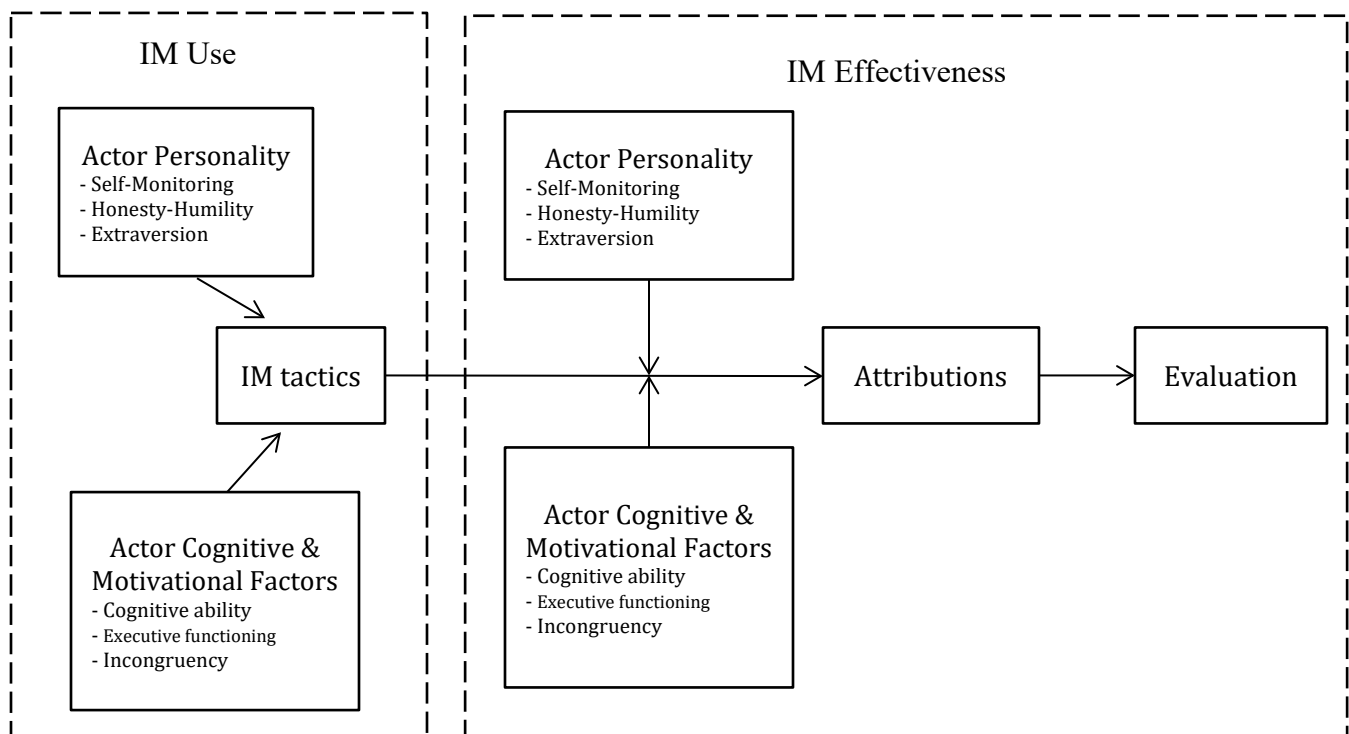 IM Use
Actor Personality
- Self-Monitoring
- Honesty-Humility
- Extraversion
IM tactics
Actor Cognitive &
Motivational Factors
- Cognitive ability
- Executive functioning
- Incongruency
IM Effectiveness
Actor Personality
- Self-Monitoring
- Honesty-Humility
- Extraversion
Attributions
Evaluation
Actor Cognitive &
Motivational Factors
- Cognitive ability
- Executive functioning
- Incongruency